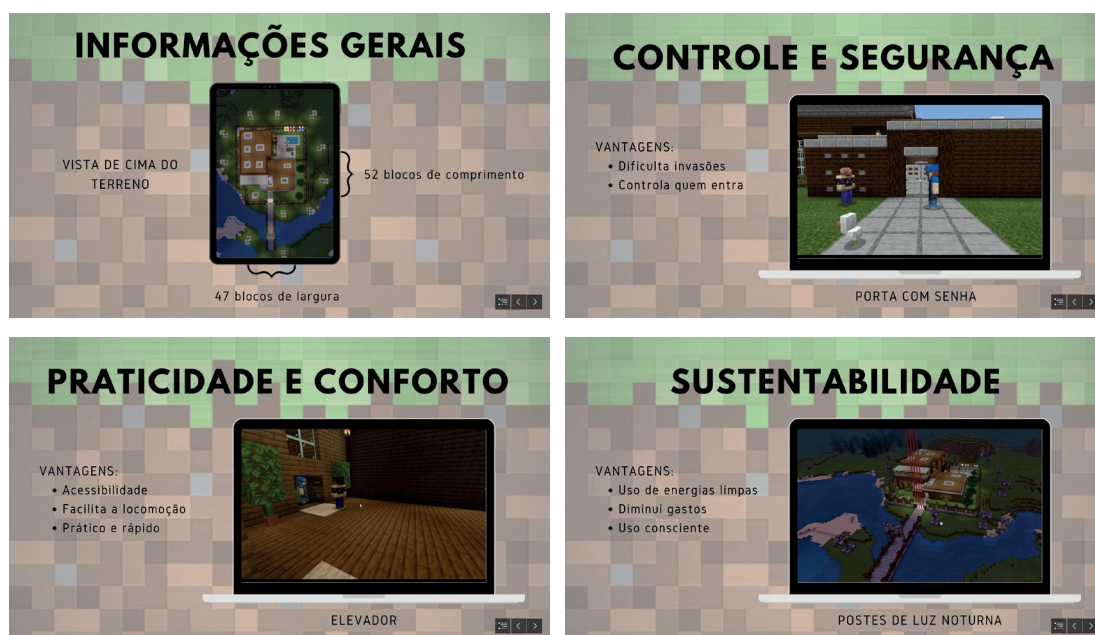 INFORMAÇÕES GERAIS
VISTA DE CIMA DO
TERRENO
52 blocos de comprimento
47 blocos de largura
CONTROLE E SEGURANÇA
VANTAGENS:
• Dificulta invasões
• Controla quem entra
PORTA COM SENHA
PRATICIDADE E CONFORTO
VANTAGENS:
• Acessibilidade
• Facilita a locomoção
• Prático e rápido
ELEVADOR
SUSTENTABILIDADE
VANTAGENS:
• Uso de energias limpas
• Diminui gastos
• Uso consciente
POSTES DE LUZ NOTURNA